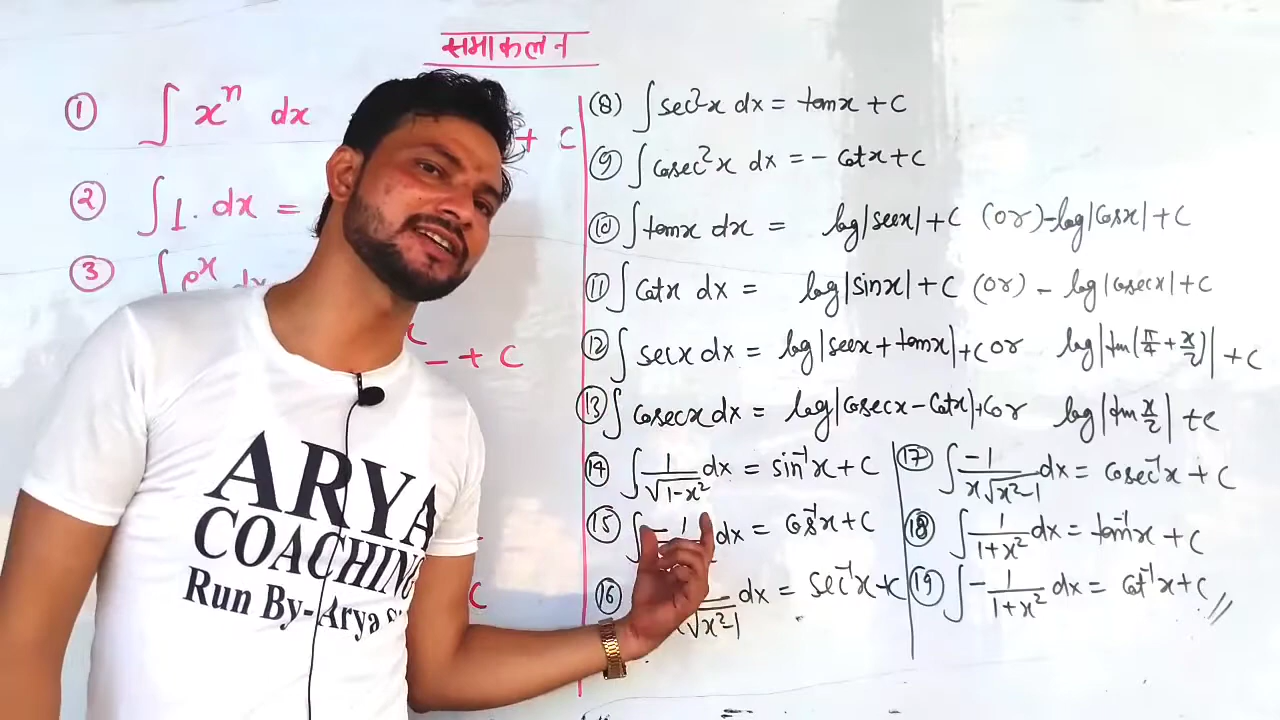 समाकलन
① ∫ xⁿ dx + C
② ∫ 1. dx =
③ ∫ eˣ dx
- + C
C
(8) ∫ sec²x dx = tanx + C
⑨ ∫ cosec²x dx = - cotx + C
⑩ ∫ tanx dx = log|secx| + C (or) - log|cosx| + C
⑪ ∫ cotx dx = log|sinx| + C (or) - log|cosecx| + C
⑫ ∫ secx dx = log|secx + tanx| + C or log|tan(π/4 + x/2)| + C
⑬ ∫ cosecx dx = log|cosecx - cotx| + C or log|tan x/2| + C
⑭ ∫ 1/√(1-x²) dx = sin⁻¹x + C
⑮ ∫ - 1 dx = cos⁻¹x + C
⑯ √x²-1 dx = sec⁻¹x + C
⑰ ∫ -1/(x√(x²-1)) dx = cosec⁻¹x + C
⑱ ∫ 1/(1+x²) dx = tan⁻¹x + C
⑲ ∫ - 1/(1+x²) dx = cot⁻¹x + C //
ARYA
COACHING
Run By- Arya